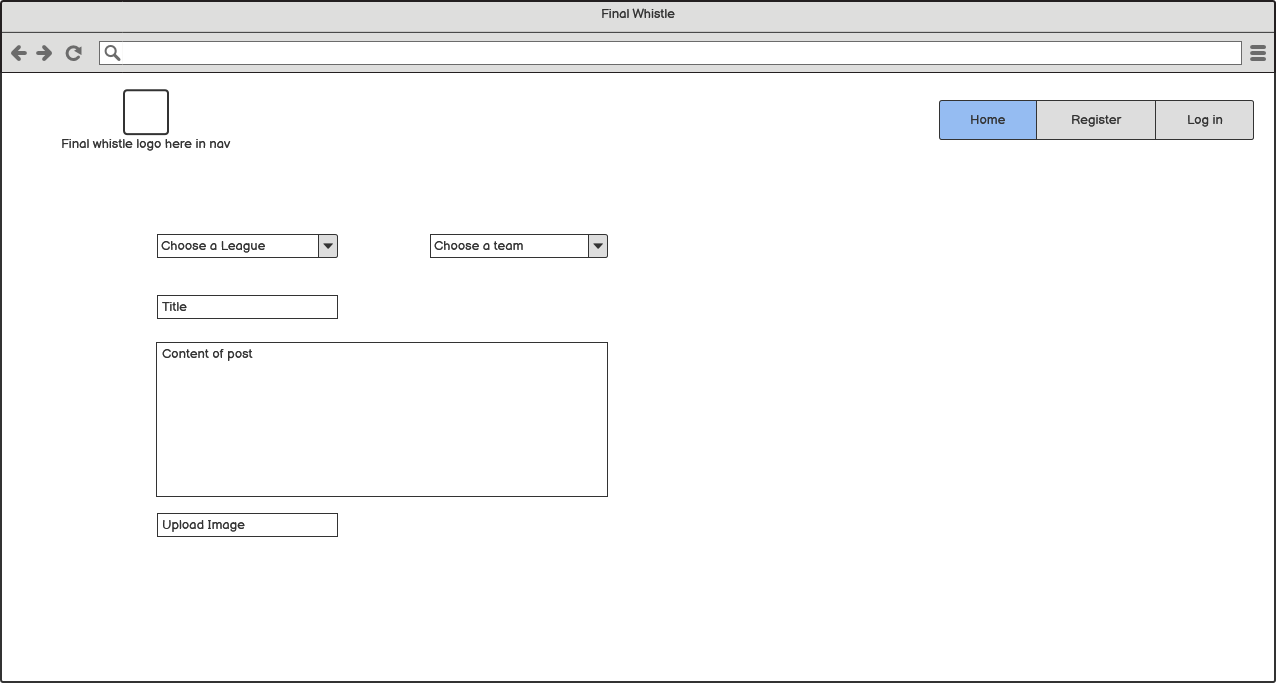 Final Whistle
Final whistle logo here in nav
Home
Register
Log in
Choose a League
Choose a team
Title
Content of post
Upload Image